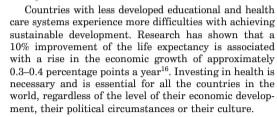 Countries with less developed educational and health
care systems experience more difficulties with achieving
sustainable development. Research has shown that a
10% improvement of the life expectancy is associated
with a rise in the economic growth of approximately
0.3–0.4 percentage points a year¹⁶. Investing in health is
necessary and is essential for all the countries in the
world, regardless of the level of their economic develop-
ment, their political circumstances or their culture.